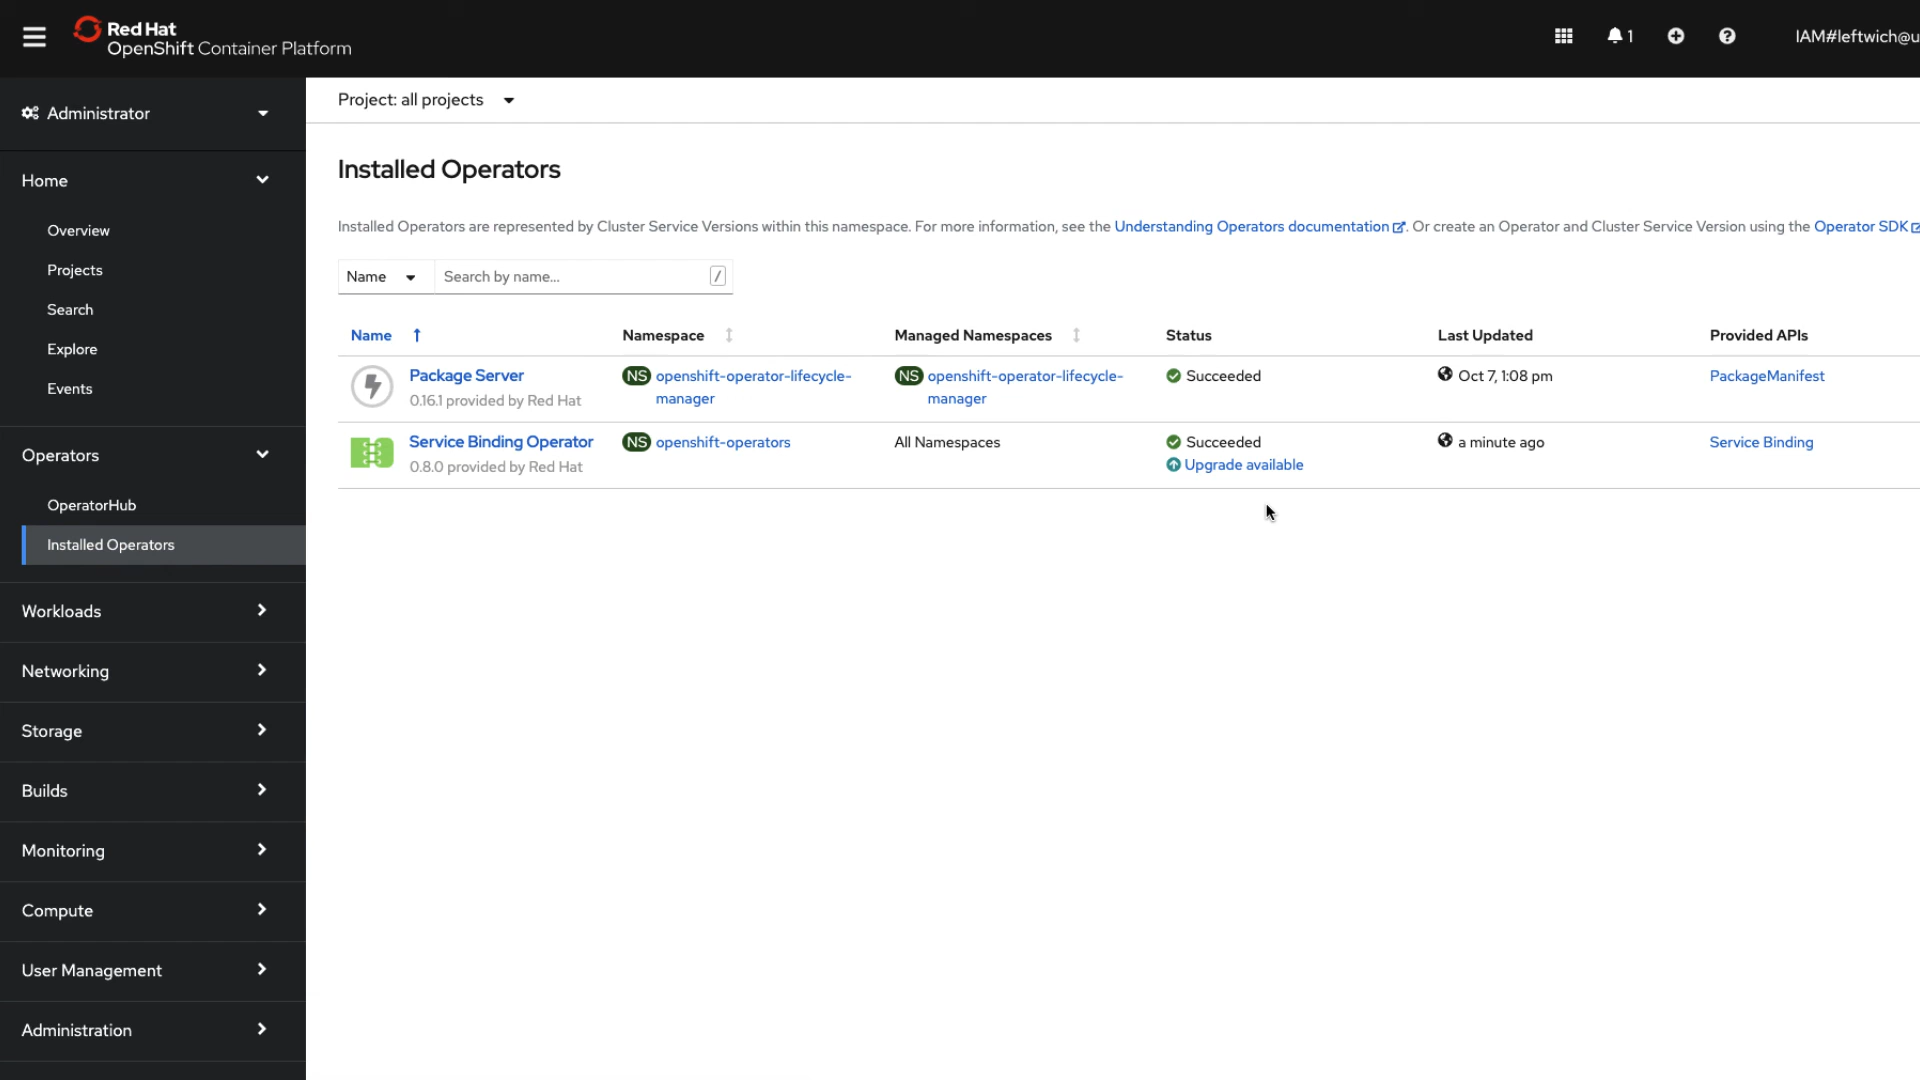 Red Hat
OpenShift Container Platform
1
IAM#leftwich@u
Administrator
Project: all projects
Home
Overview
Projects
Search
Explore
Events
Operators
OperatorHub
Installed Operators
Workloads
Networking
Storage
Builds
Monitoring
Compute
User Management
Administration
Installed Operators
Installed Operators are represented by Cluster Service Versions within this namespace. For more information, see the Understanding Operators documentation. Or create an Operator and Cluster Service Version using the Operator SDK
Name Search by name... /
Name Namespace Managed Namespaces Status Last Updated Provided APIs
Package Server NS openshift-operator-lifecycle- NS openshift-operator-lifecycle- Succeeded Oct 7, 1:08 pm PackageManifest
0.16.1 provided by Red Hat manager manager
Service Binding Operator NS openshift-operators All Namespaces Succeeded a minute ago Service Binding
0.8.0 provided by Red Hat Upgrade available